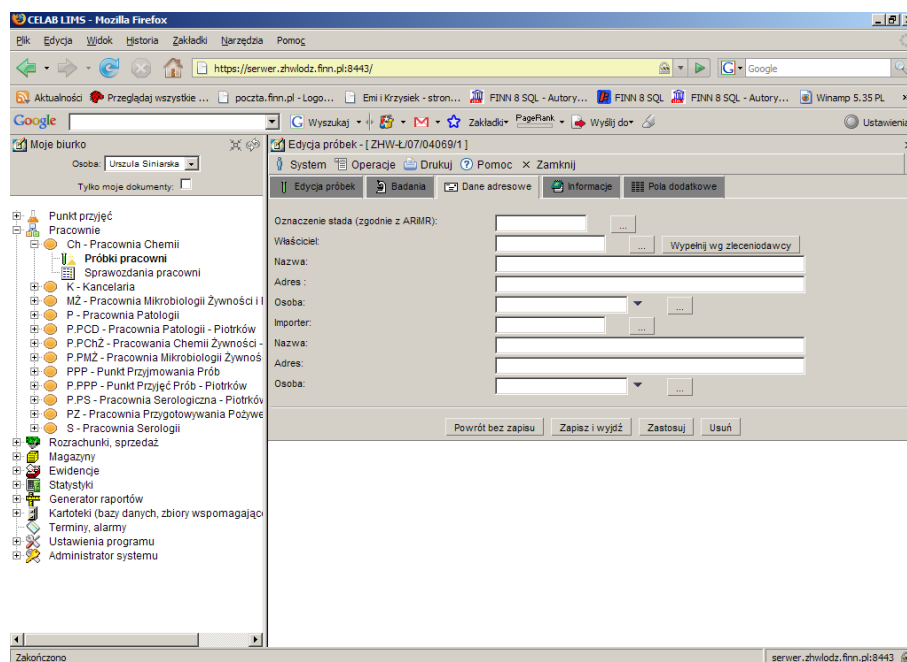 CELAB LIMS - Mozilla Firefox
Plik Edycja Widok Historia Zakładki Narzędzia Pomoc
https://serwer.zhwlodz.finn.pl:8443/ Google
Aktualności Przeglądaj wszystkie ... poczta.finn.pl - Logo... Emi i Krzysiek - stron... FINN 8 SQL - Autory... FINN 8 SQL FINN 8 SQL - Autory... Winamp 5.35 PL »
Google Wyszukaj Zakładki PageRank Wyślij do Ustawienia
Moje biurko
Osoba: Urszula Siniarska
Tylko moje dokumenty:
Punkt przyjęć
Pracownie
Ch - Pracownia Chemii
Próbki pracowni
Sprawozdania pracowni
K - Kancelaria
MŻ - Pracownia Mikrobiologii Żywności i
P - Pracownia Patologii
P.PCD - Pracownia Patologii - Piotrków
P.PChŻ - Pracowania Chemii Żywności -
P.PMŻ - Pracownia Mikrobiologii Żywnoś
PPP - Punkt Przyjmowania Prób
P.PPP - Punkt Przyjęć Prób - Piotrków
P.PS - Pracownia Serologiczna - Piotrków
PZ - Pracownia Przygotowywania Pożywe
S - Pracownia Serologii
Rozrachunki, sprzedaż
Magazyny
Ewidencje
Statystyki
Generator raportów
Kartoteki (bazy danych, zbiory wspomagające
Terminy, alarmy
Ustawienia programu
Administrator systemu
Edycja próbek - [ ZHW-Ł/07/04069/1 ]
System Operacje Drukuj Pomoc Zamknij
Edycja próbek Badania Dane adresowe Informacje Pola dodatkowe
Oznaczenie stada (zgodnie z ARiMR): ...
Właściciel: ... Wypełnij wg zleceniodawcy
Nazwa:
Adres :
Osoba: ...
Importer: ...
Nazwa:
Adres:
Osoba: ...
Powrót bez zapisu Zapisz i wyjdź Zastosuj Usuń
Zakończono serwer.zhwlodz.finn.pl:8443